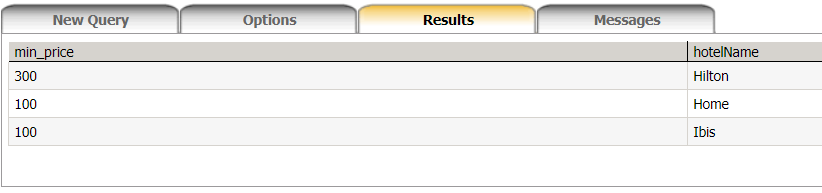 New Query Options Results Messages
min_price hotelName
300 Hilton
100 Home
100 Ibis